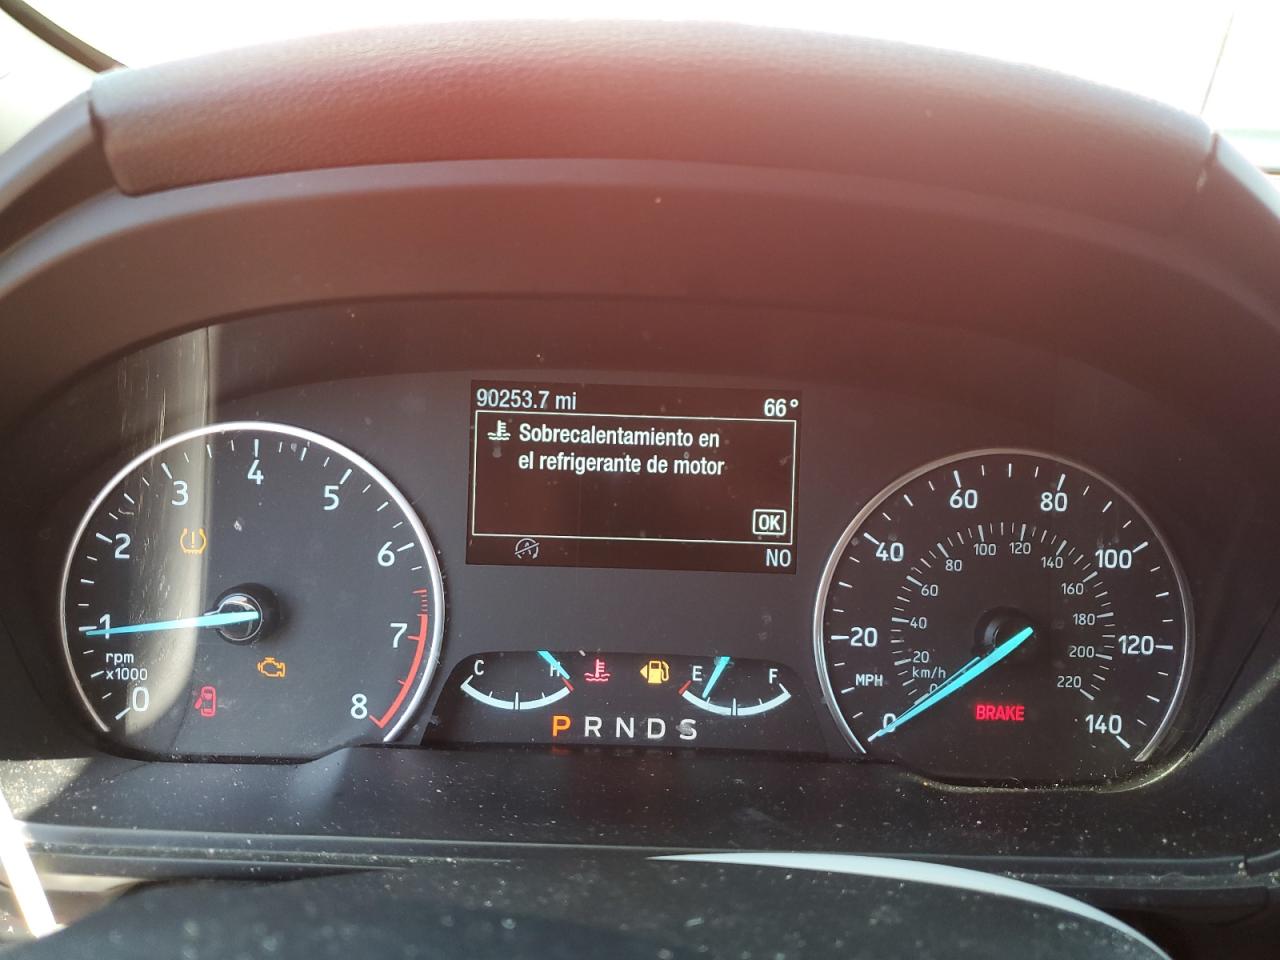 90253.7 mi 66°
Sobrecalentamiento en
el refrigerante de motor
OK
NO
0 1 2 3 4 5 6 7 8
rpm
x1000
C H
E F
P R N D S
0 20 40 60 80 100 120 140
MPH
0 20 40 60 80 100 120 140 160 180 200 220
km/h
BRAKE